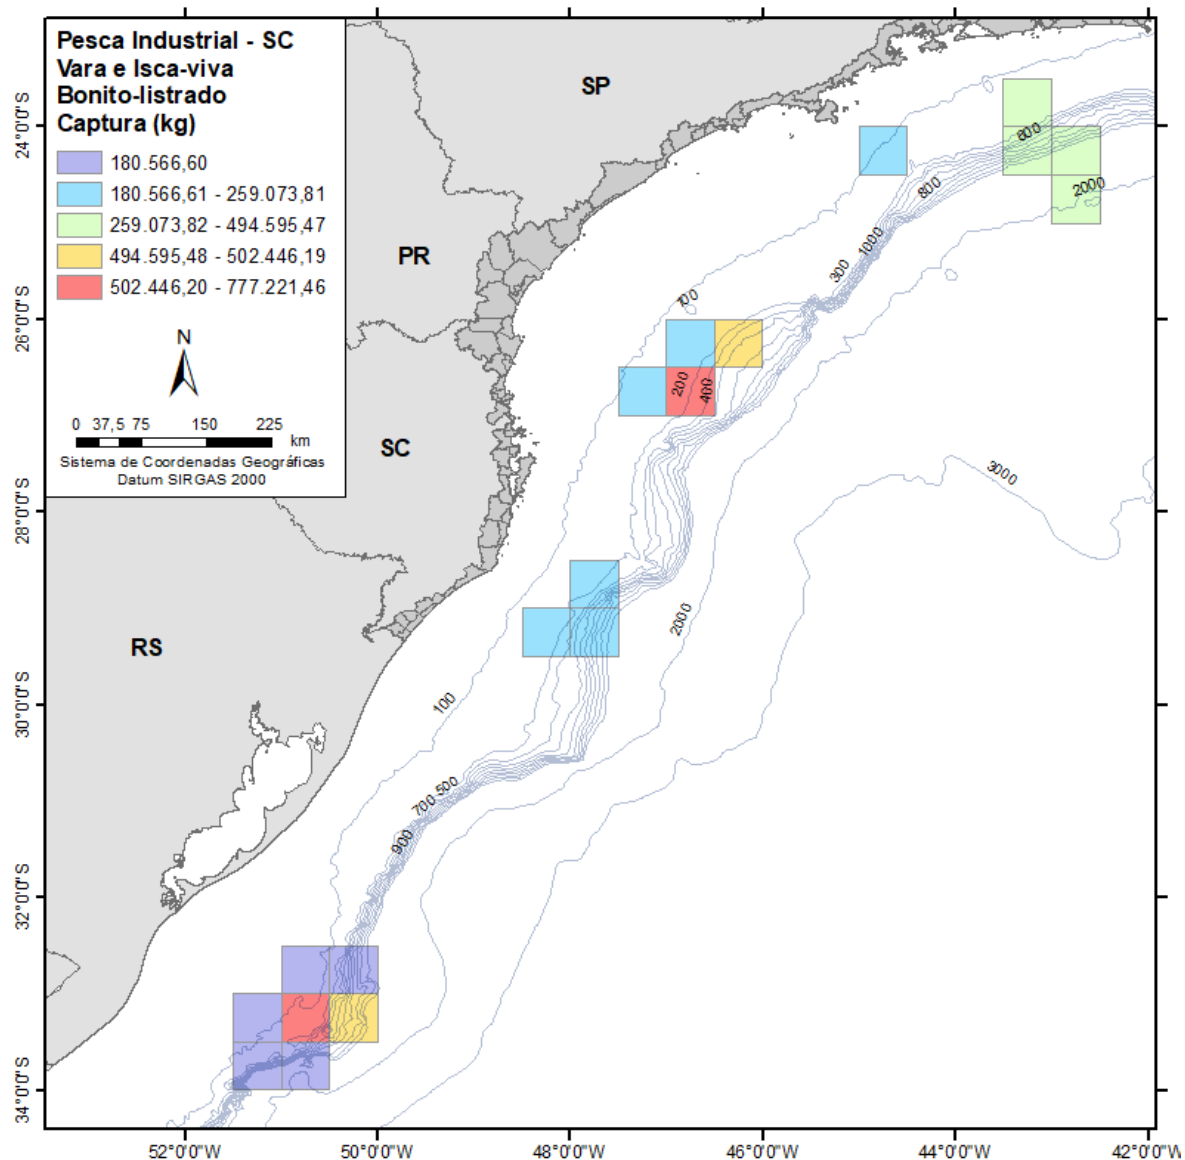 Pesca Industrial - SC
Vara e Isca-viva
Bonito-listrado
Captura (kg)
180.566,60
180.566,61 - 259.073,81
259.073,82 - 494.595,47
494.595,48 - 502.446,19
502.446,20 - 777.221,46
N
0 37,5 75 150 225
km
Sistema de Coordenadas Geográficas
Datum SIRGAS 2000
SP
PR
SC
RS
600
800
2000
1000
300
700
200
400
3000
2000
100
500
700
900
24°0'0"S
26°0'0"S
28°0'0"S
30°0'0"S
32°0'0"S
34°0'0"S
52°0'0"W
50°0'0"W
48°0'0"W
46°0'0"W
44°0'0"W
42°0'0"W